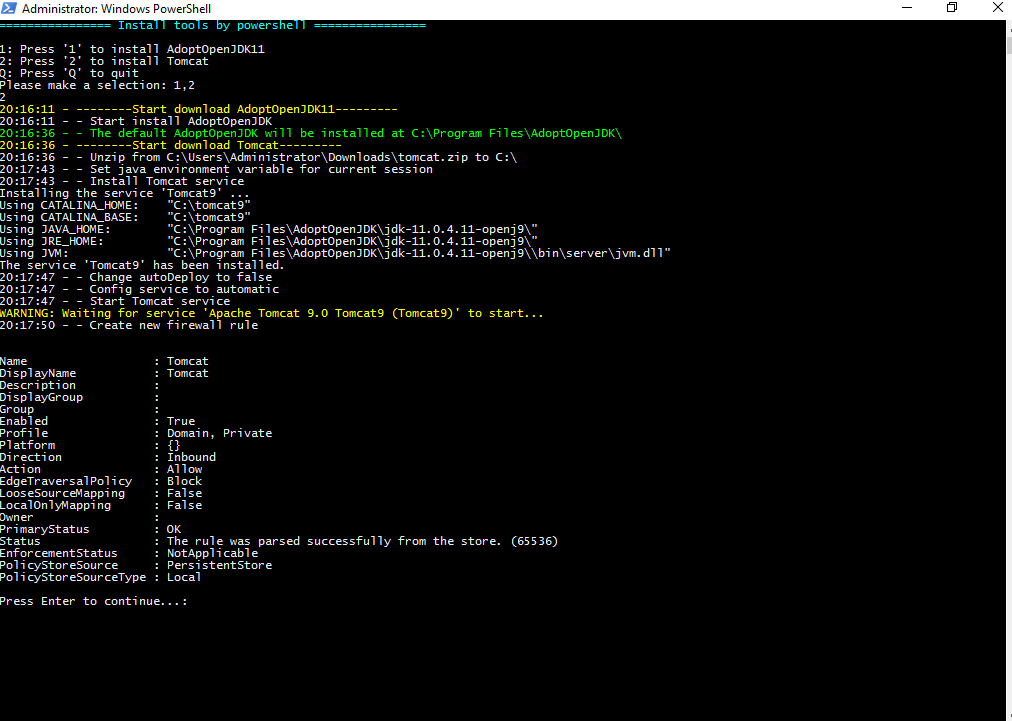 Administrator: Windows PowerShell
================ Install tools by powershell ================
1: Press '1' to install AdoptOpenJDK11
2: Press '2' to install Tomcat
Q: Press 'Q' to quit
Please make a selection: 1,2
2
20:16:11 - - --------Start download AdoptOpenJDK11---------
20:16:11 - - Start install AdoptOpenJDK
20:16:36 - - The default AdoptOpenJDK will be installed at C:\Program Files\AdoptOpenJDK\
20:16:36 - --------Start download Tomcat---------
20:16:36 - - Unzip from C:\Users\Administrator\Downloads\tomcat.zip to C:\
20:17:43 - - Set java environment variable for current session
20:17:43 - - Install Tomcat service
Installing the service 'Tomcat9' ...
Using CATALINA_HOME:    "C:\tomcat9"
Using CATALINA_BASE:    "C:\tomcat9"
Using JAVA_HOME:        "C:\Program Files\AdoptOpenJDK\jdk-11.0.4.11-openj9\"
Using JRE_HOME:         "C:\Program Files\AdoptOpenJDK\jdk-11.0.4.11-openj9\"
Using JVM:              "C:\Program Files\AdoptOpenJDK\jdk-11.0.4.11-openj9\\bin\server\jvm.dll"
The service 'Tomcat9' has been installed.
20:17:47 - - Change autoDeploy to false
20:17:47 - - Config service to automatic
20:17:47 - - Start Tomcat service
WARNING: Waiting for service 'Apache Tomcat 9.0 Tomcat9 (Tomcat9)' to start...
20:17:50 - - Create new firewall rule
Name                  : Tomcat
DisplayName           : Tomcat
Description           :
DisplayGroup          :
Group                 :
Enabled               : True
Profile               : Domain, Private
Platform              : {}
Direction             : Inbound
Action                : Allow
EdgeTraversalPolicy   : Block
LooseSourceMapping    : False
LocalOnlyMapping      : False
Owner                 :
PrimaryStatus         : OK
Status                : The rule was parsed successfully from the store. (65536)
EnforcementStatus     : NotApplicable
PolicyStoreSource     : PersistentStore
PolicyStoreSourceType : Local
Press Enter to continue...: